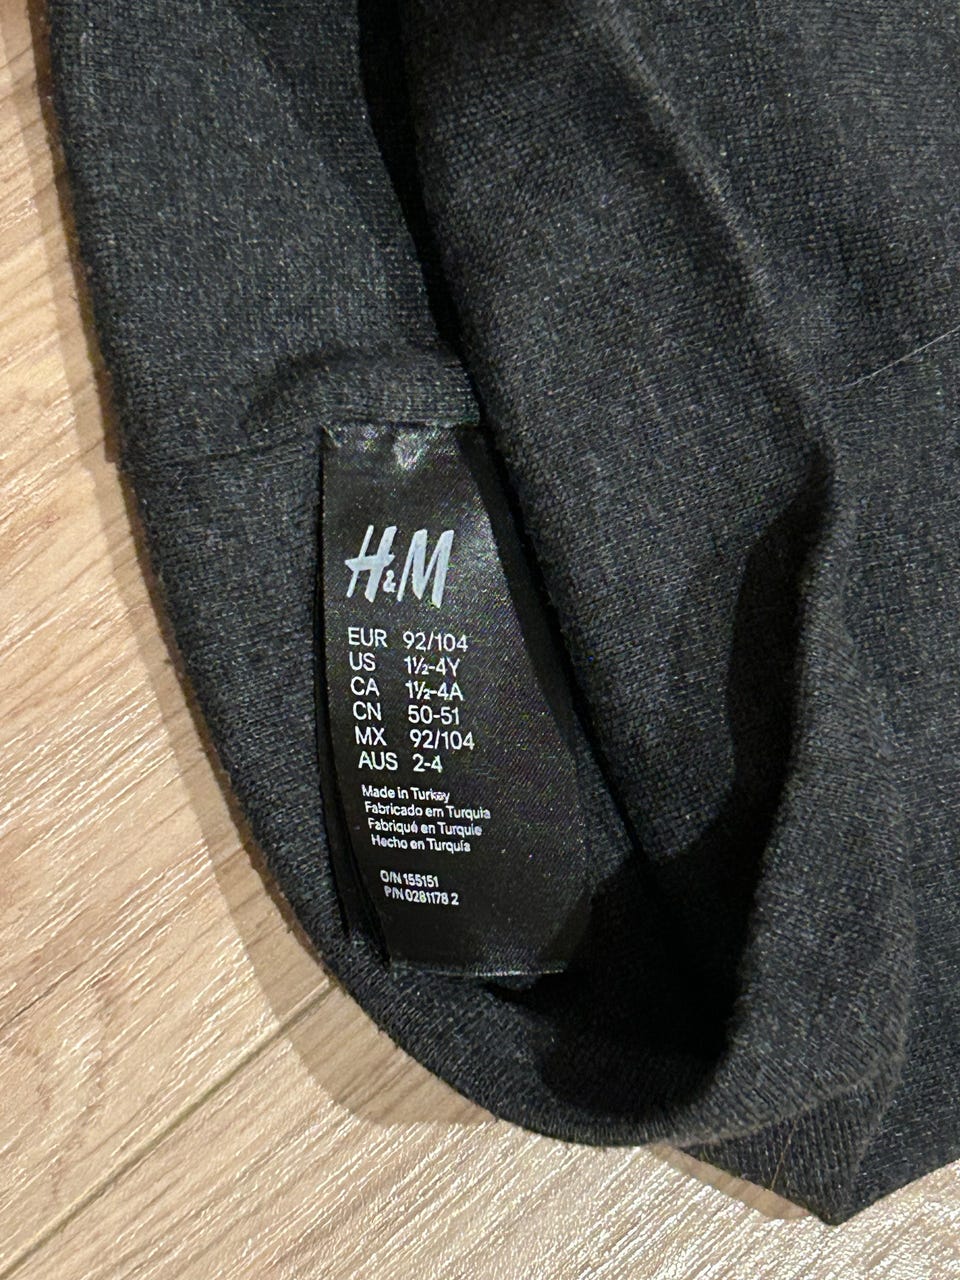 H&M
EUR 92/104
US 1½-4Y
CA 1½-4A
CN 50-51
MX 92/104
AUS 2-4
Made in Turkey
Fabricado em Turquia
Fabriqué en Turquie
Hecho en Turquía
O/N 155151
P/N 0281178 2